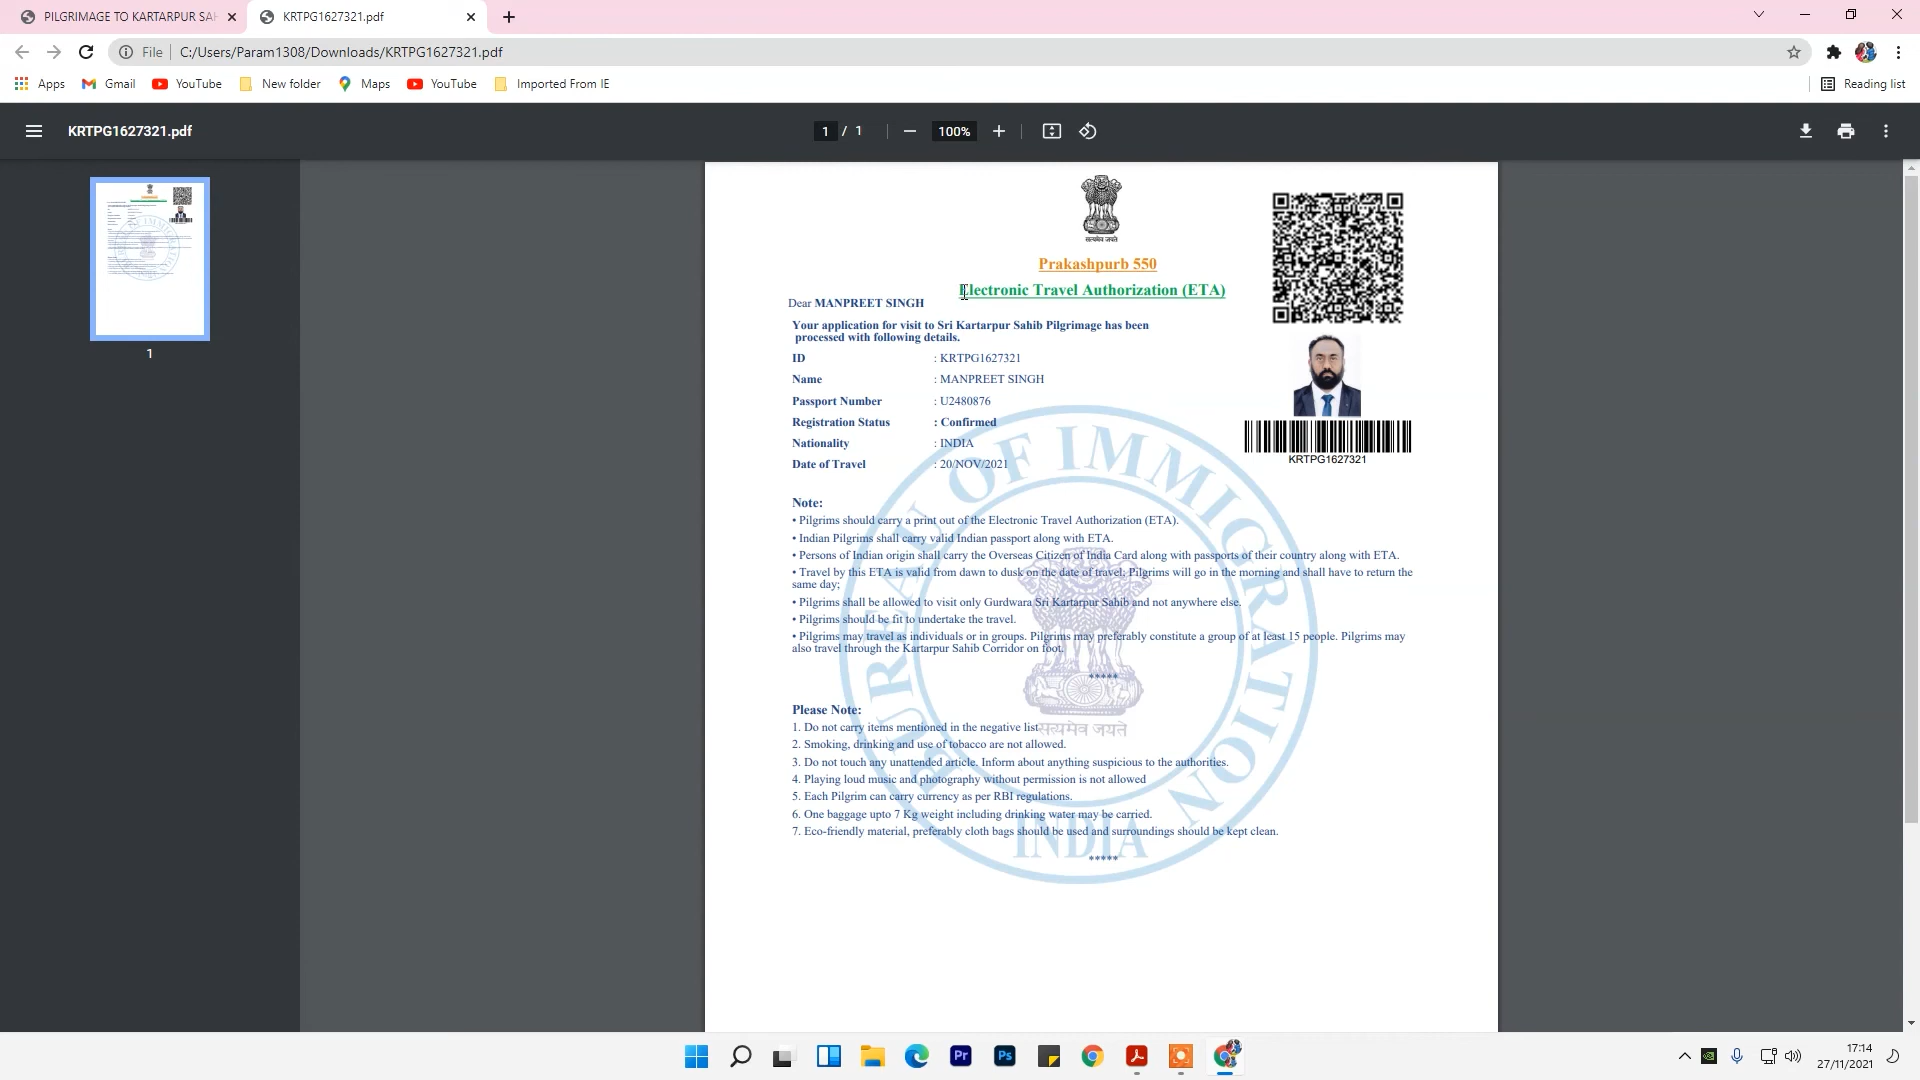 PILGRIMAGE TO KARTARPUR SAH
KRTPG1627321.pdf
File
C:/Users/Param1308/Downloads/KRTPG1627321.pdf
Apps
Gmail
YouTube
New folder
Maps
YouTube
Imported From IE
Reading list
KRTPG1627321.pdf
1 / 1
100%
1
सत्यमेव जयते
Prakashpurb 550
Electronic Travel Authorization (ETA)
Dear MANPREET SINGH
Your application for visit to Sri Kartarpur Sahib Pilgrimage has been
processed with following details.
ID : KRTPG1627321
Name : MANPREET SINGH
Passport Number : U2480876
Registration Status : Confirmed
Nationality : INDIA
Date of Travel : 20/NOV/2021
KRTPG1627321
Note:
• Pilgrims should carry a print out of the Electronic Travel Authorization (ETA).
• Indian Pilgrims shall carry valid Indian passport along with ETA.
• Persons of Indian origin shall carry the Overseas Citizen of India Card along with passports of their country along with ETA.
• Travel by this ETA is valid from dawn to dusk on the date of travel; Pilgrims will go in the morning and shall have to return the
same day;
• Pilgrims shall be allowed to visit only Gurdwara Sri Kartarpur Sahib and not anywhere else.
• Pilgrims should be fit to undertake the travel.
• Pilgrims may travel as individuals or in groups. Pilgrims may preferably constitute a group of at least 15 people. Pilgrims may
also travel through the Kartarpur Sahib Corridor on foot.
*****
Please Note:
1. Do not carry items mentioned in the negative list
2. Smoking, drinking and use of tobacco are not allowed.
3. Do not touch any unattended article. Inform about anything suspicious to the authorities.
4. Playing loud music and photography without permission is not allowed
5. Each Pilgrim can carry currency as per RBI regulations.
6. One baggage upto 7 Kg weight including drinking water may be carried.
7. Eco-friendly material, preferably cloth bags should be used and surroundings should be kept clean.
*****
BUREAU OF IMMIGRATION
सत्यमेव जयते
INDIA
Pr
Ps
17:14
27/11/2021